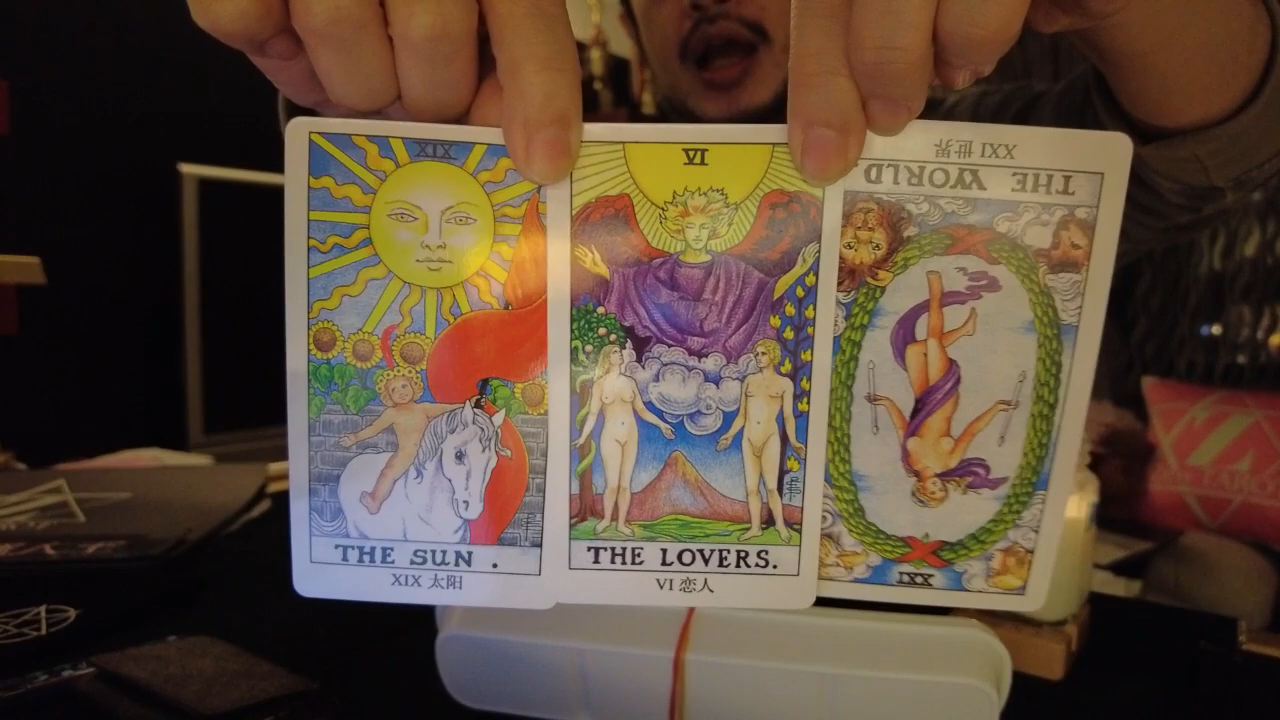 XIX
THE SUN .
XIX 太阳
VI
THE LOVERS.
VI 恋人
XXI 世界
THE WORLD
XXI